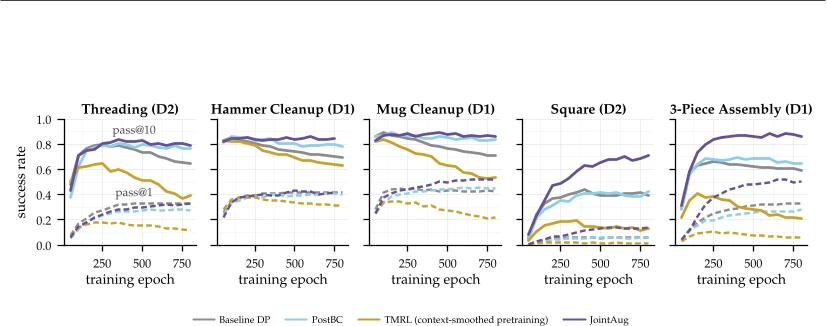 Threading (D2)
Hammer Cleanup (D1)
Mug Cleanup (D1)
Square (D2)
3-Piece Assembly (D1)
success rate
1.0
0.8
0.6
0.4
0.2
0.0
pass@10
pass@1
250 500 750
250 500 750
250 500 750
250 500 750
250 500 750
training epoch
training epoch
training epoch
training epoch
training epoch
Baseline DP
PostBC
TMRL (context-smoothed pretraining)
JointAug